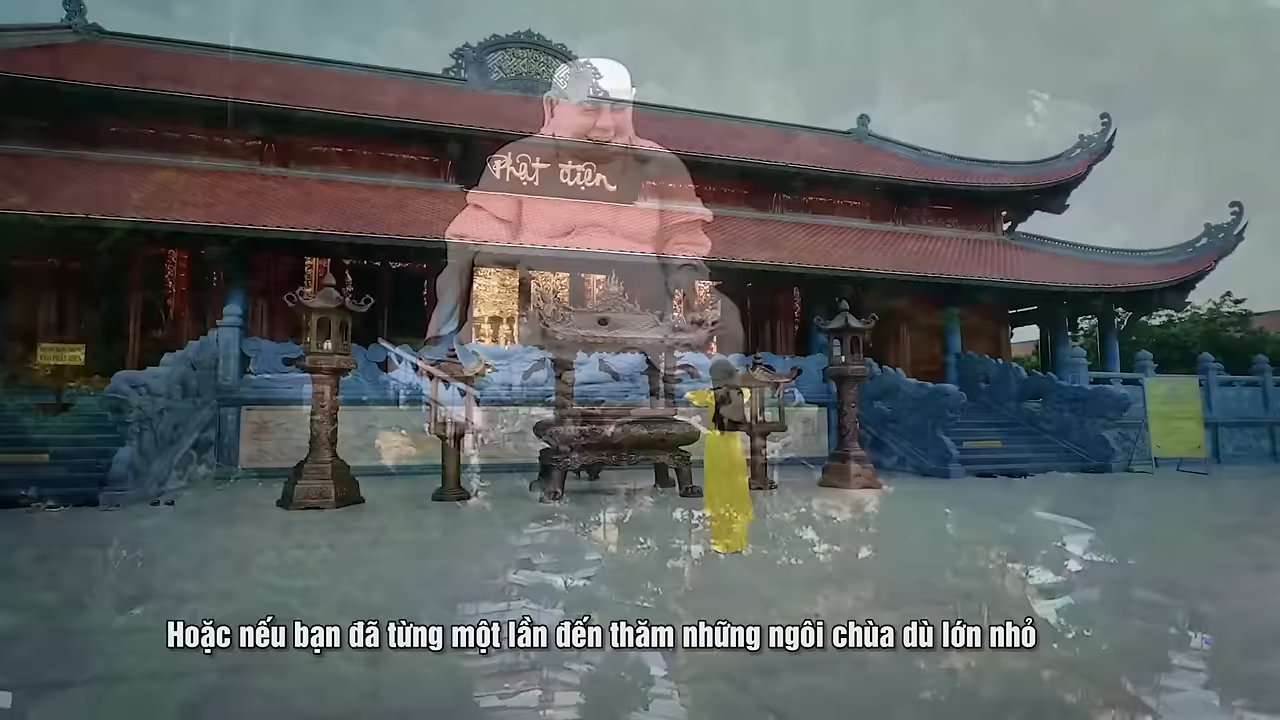 Phật điện
Hoặc nếu bạn đã từng một lần đến thăm những ngôi chùa dù lớn nhỏ